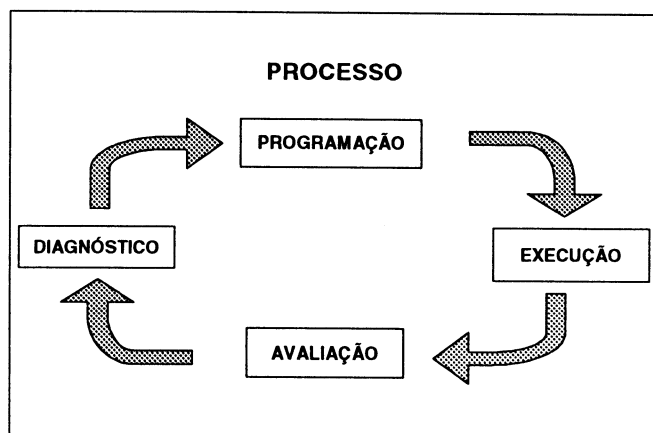 PROCESSO
PROGRAMAÇÃO
DIAGNÓSTICO
EXECUÇÃO
AVALIAÇÃO